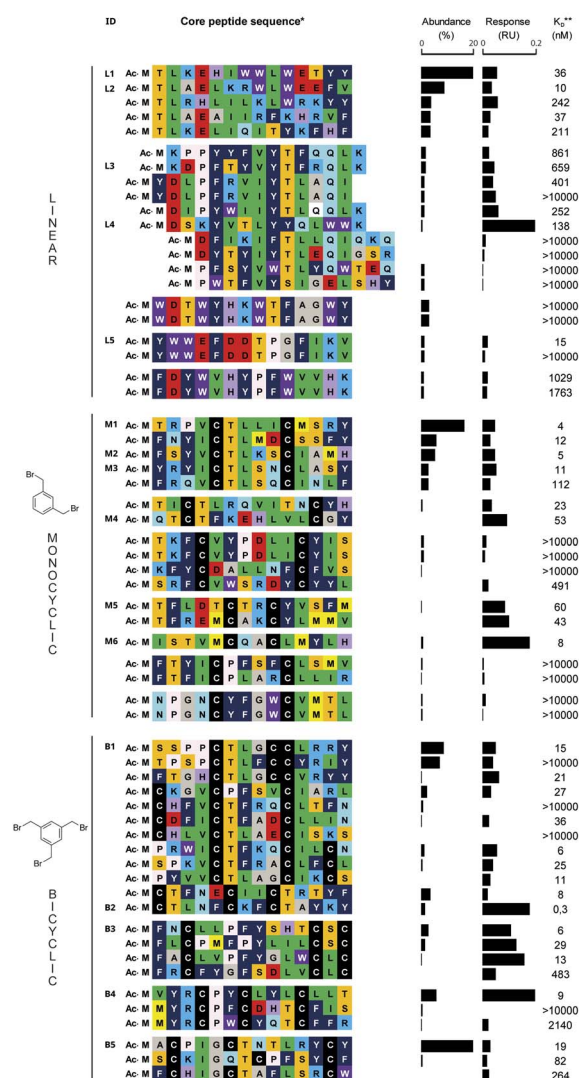 ID Core peptide sequence* Abundance (%) Response (RU) K_D** (nM)
0 20 0 0,2
L1 Ac- M T L K E H I W W L W E T Y Y 36
L2 Ac- M T L A E L K R W L W E E F V 10
Ac- M T L R H L I L K L W R K Y Y 242
Ac- M T L A E A I I R F K H R V F 37
Ac- M T L K E L I Q I T Y K F H F 211
Ac- M K P P Y Y F V Y T F Q Q L K 861
L3 Ac- M K D P F T Y V Y T F R Q L K 659
Ac- M Y D L P F R V I Y T L A Q I 401
Ac- M Y D L P F R V I Y T L A Q I >10000
Ac- M D I P Y W I I Y T L Q Q L K 252
L4 Ac- M D S K Y V T L Y Y Q L W W K 138
Ac- M D F I K I F T L L Q I Q K Q >10000
Ac- M D Y T Y I I Y T L E Q I G S R >10000
Ac- M P F S Y V W T L Y Q W T E Q >10000
Ac- M P W T F V Y S I G E L S H Y >10000
Ac- M W D T W Y H K W T F A G W Y >10000
Ac- M W D T W Y H K W T F A G W Y >10000
L5 Ac- M Y W W E F D D T P G F I K V 15
Ac- M Y W W E F D D T P G F I K V >10000
Ac- M F D Y W V H Y P F W V V H K 1029
Ac- M F D Y W V H Y P F W V V H K 1763
LINEAR
M1 Ac- M T R P V C T L L I C M S R Y 4
Ac- M F N Y I C T L M D C S S F Y 12
M2 Ac- M F S Y V C T L K S C I A M H 5
M3 Ac- M Y R Y I C T L S N C L A S Y 11
Ac- M F R Q V C T L S Q C I N L F 112
Ac- M T I C T L R Q V I T N C Y H 23
M4 Ac- M Q T C T F K E H L V L C G Y 53
Ac- M T K F C V Y P D L I C Y I S >10000
Ac- M T K F C V Y P D L I C Y I S >10000
Ac- M K F Y C D A L L N F C F V S >10000
Ac- M S R F C V W S R D Y C Y Y L 491
M5 Ac- M T F L D T C T R C Y V S F M 60
Ac- M T F R E M C A K C Y L M M V 43
M6 Ac- M I S T V M C Q A C L M Y L H 8
Ac- M F T Y I C P F S F C L S M V >10000
Ac- M F T Y I C P L A R C L L I R >10000
Ac- M N P G N C Y F G W C V M T L >10000
Ac- M N P G N C Y F G W C V M T L >10000
Br
Br
MONOCYCLIC
B1 Ac- M S S P P C T L G C C L R R Y 15
Ac- M T P S P C T L F C C Y R I Y >10000
Ac- M F T G H C T L G C C V R Y Y 21
Ac- M C K G V C P F S V C I A R L 27
Ac- M C H F V C T F R Q C L T F N >10000
Ac- M C D F I C T F K Q C L S I N 36
Ac- M C H L V C T L A E C I S K S >10000
Ac- M P R W I C T F K Q C I L C N 6
Ac- M S P K V C T F R A C L F C L 25
Ac- M P Y V V C T L A G C I K C S 11
Ac- M C T F N E C I I C T R T Y F 8
B2 Ac- M C T L N F C K F C T A Y K Y 0,3
B3 Ac- M F N C L L P F Y S H T C S C 6
Ac- M F L C P M F P Y L I L C S C 29
Ac- M F A C L V P F Y G L W C L C 13
Ac- M F R C F Y G F S D L V C L C 483
B4 Ac- M V Y R C P Y C L Y L C L L T 9
Ac- M M Y R C P F C D H T C F I S >10000
Ac- M M Y R C P W C Y Q T C F F R 2140
B5 Ac- M A C P I G C T N T L R Y C C 19
Ac- M S C K I G Q T C P F S Y C F 82
Ac- M F C H I G C T A F L S R C W 264
Br
Br
Br
BICYCLIC